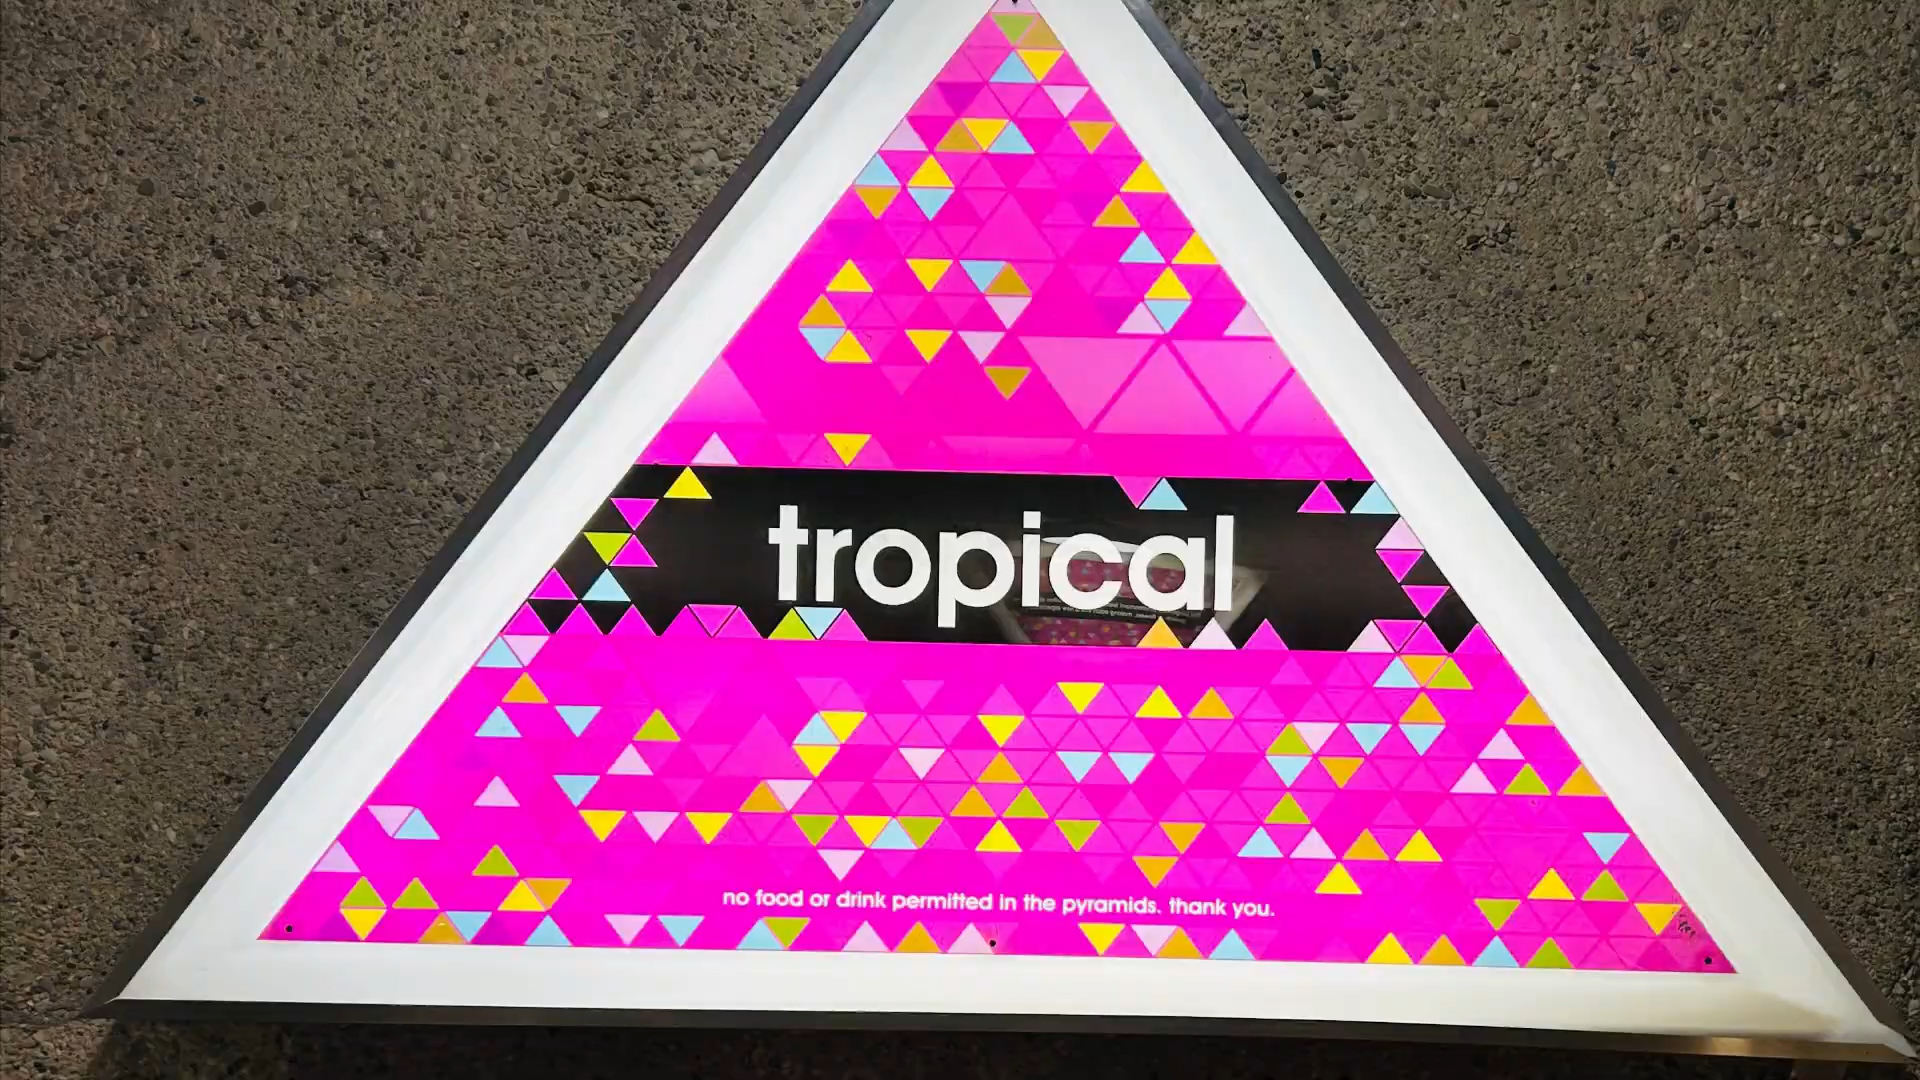 tropical
no food or drink permitted in the pyramids. thank you.